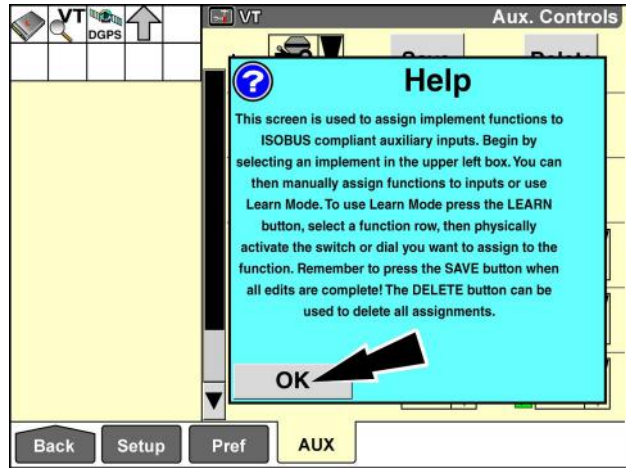 VT
DGPS
VT
Aux. Controls
Save
Delete
?
Help
This screen is used to assign implement functions to
ISOBUS compliant auxiliary inputs. Begin by
selecting an implement in the upper left box. You can
then manually assign functions to inputs or use
Learn Mode. To use Learn Mode press the LEARN
button, select a function row, then physically
activate the switch or dial you want to assign to the
function. Remember to press the SAVE button when
all edits are complete! The DELETE button can be
used to delete all assignments.
OK
Back
Setup
Pref
AUX